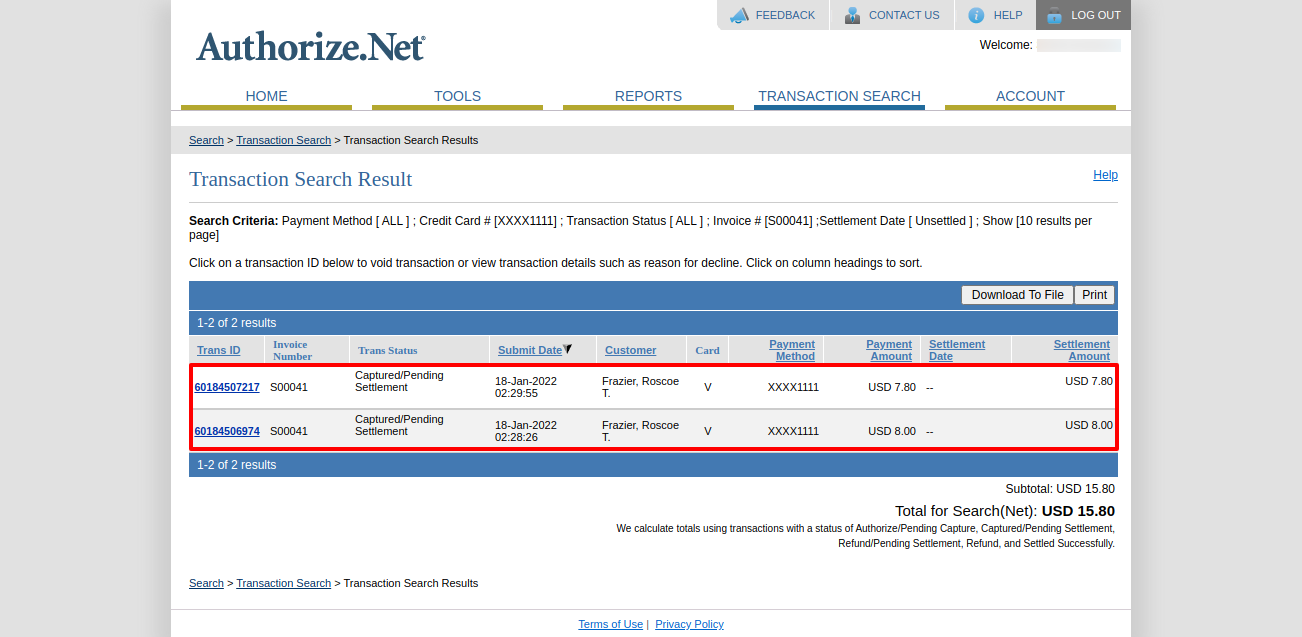 FEEDBACK CONTACT US i HELP LOG OUT
Authorize.Net®
Welcome:
HOME TOOLS REPORTS TRANSACTION SEARCH ACCOUNT
Search > Transaction Search > Transaction Search Results
Transaction Search Result
Help
Search Criteria: Payment Method [ ALL ] ; Credit Card # [XXXX1111] ; Transaction Status [ ALL ] ; Invoice # [S00041] ;Settlement Date [ Unsettled ] ; Show [10 results per
page]
Click on a transaction ID below to void transaction or view transaction details such as reason for decline. Click on column headings to sort.
Download To File Print
1-2 of 2 results
Trans ID Invoice Number Trans Status Submit Date Customer Card Payment Method Payment Amount Settlement Date Settlement Amount
60184507217 S00041 Captured/Pending Settlement 18-Jan-2022 02:29:55 Frazier, Roscoe T. V XXXX1111 USD 7.80 -- USD 7.80
60184506974 S00041 Captured/Pending Settlement 18-Jan-2022 02:28:26 Frazier, Roscoe T. V XXXX1111 USD 8.00 -- USD 8.00
1-2 of 2 results
Subtotal: USD 15.80
Total for Search(Net): USD 15.80
We calculate totals using transactions with a status of Authorize/Pending Capture, Captured/Pending Settlement,
Refund/Pending Settlement, Refund, and Settled Successfully.
Search > Transaction Search > Transaction Search Results
Terms of Use | Privacy Policy